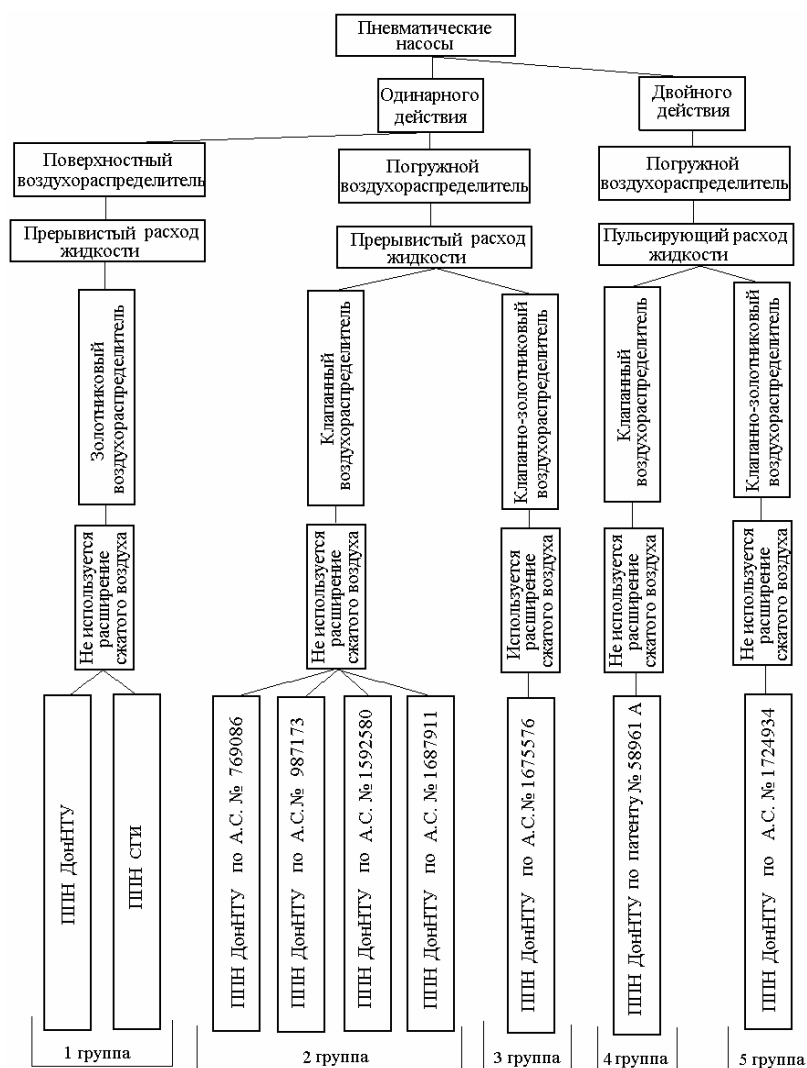 Пневматические
насосы
Одинарного
действия
Двойного
действия
Поверхностный
воздухораспределитель
Погружной
воздухораспределитель
Погружной
воздухораспределитель
Прерывистый расход
жидкости
Прерывистый расход
жидкости
Пульсирующий расход
жидкости
Золотниковый
воздухораспределитель
Клапанный
воздухораспределитель
Клапанно-золотниковый
воздухораспределитель
Клапанный
воздухораспределитель
Клапанно-золотниковый
воздухораспределитель
Не используется
расширение
сжатого воздуха
Не используется
расширение
сжатого воздуха
Используется
расширение
сжатого воздуха
Не используется
расширение
сжатого воздуха
Не используется
расширение
сжатого воздуха
ППН ДонНТУ
ППН СГИ
ППН ДонНТУ по А.С. № 769086
ППН ДонНТУ по А.С.№ 987173
ППН ДонНТУ по А.С. №1592580
ППН ДонНТУ по А.С. №1687911
ППН ДонНТУ по А.С.№1675576
ППН ДонНТУ по патенту № 58961 А
ППН ДонНТУ по А.С. №1724934
1 группа
2 группа
3 группа
4 группа
5 группа